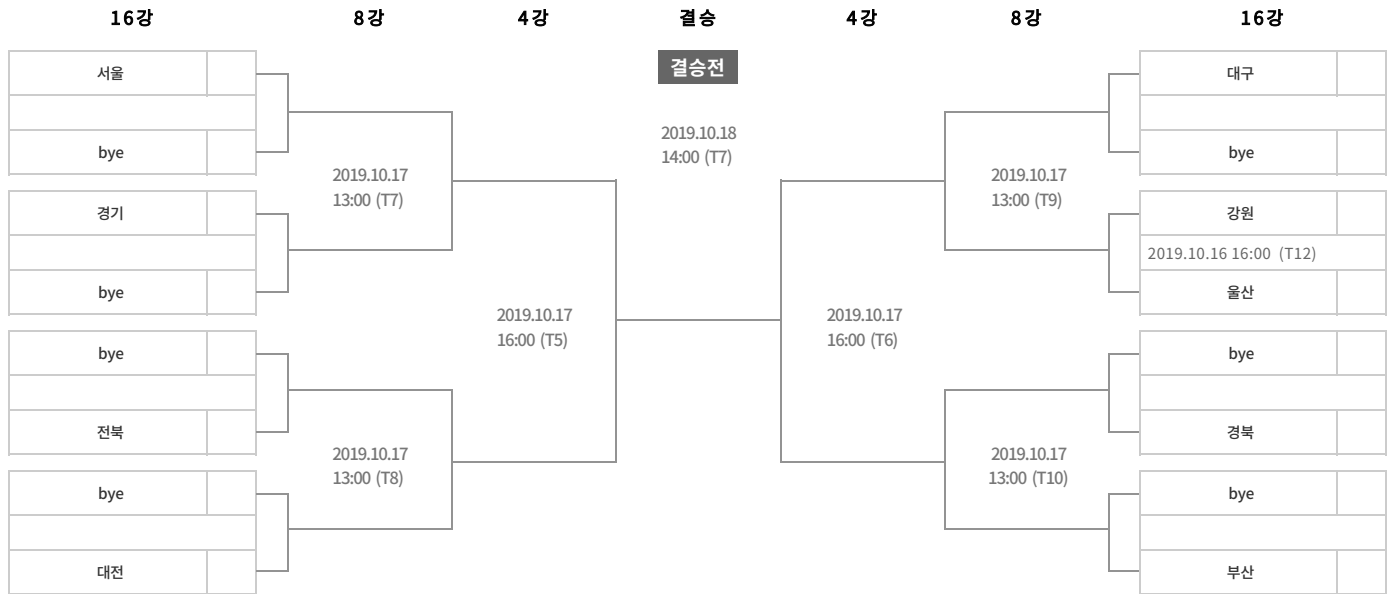 16강 8강 4강 결승 4강 8강 16강
결승전
서울
bye
경기
bye
bye
전북
bye
대전
2019.10.17
13:00 (T7)
2019.10.17
13:00 (T8)
2019.10.17
16:00 (T5)
2019.10.18
14:00 (T7)
2019.10.17
16:00 (T6)
2019.10.17
13:00 (T9)
2019.10.17
13:00 (T10)
대구
bye
강원
2019.10.16 16:00 (T12)
울산
bye
경북
bye
부산